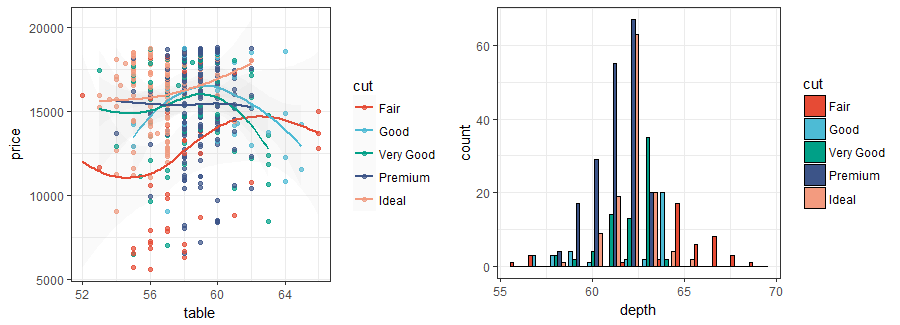 20000
15000
10000
5000
price
52
56
60
64
table
cut
Fair
Good
Very Good
Premium
Ideal
60
40
20
0
count
55
60
65
70
depth
cut
Fair
Good
Very Good
Premium
Ideal